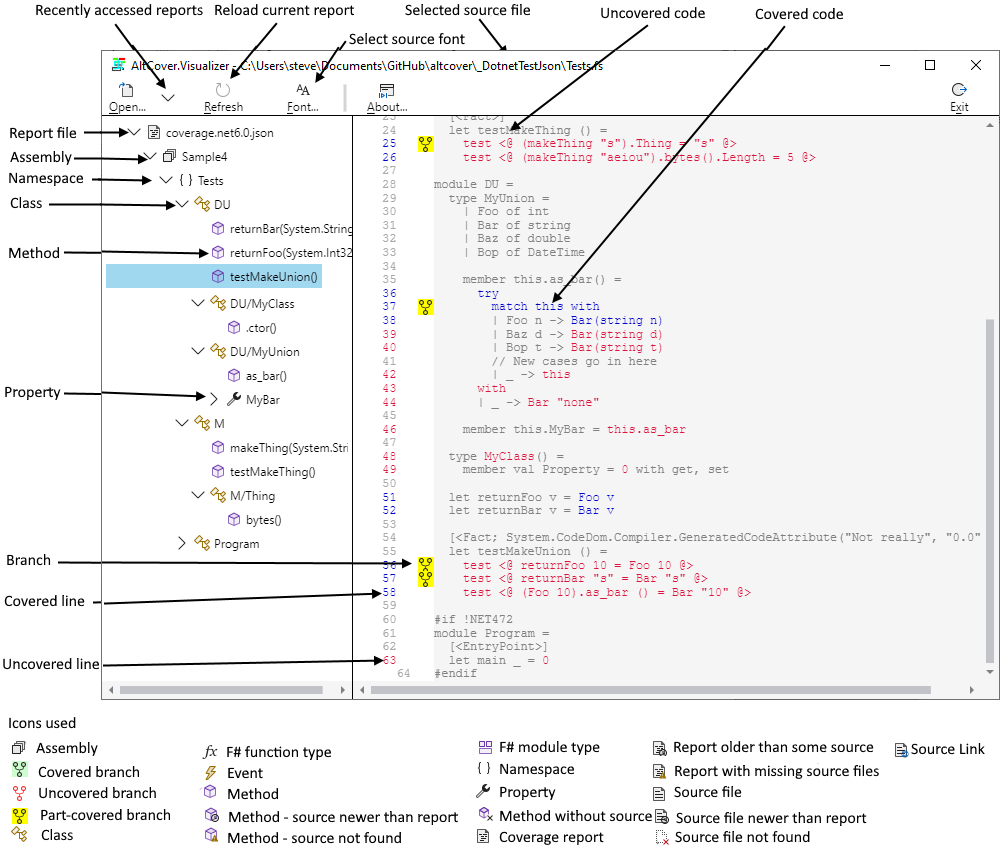 Recently accessed reports
Reload current report
Selected source file
Uncovered code
Covered code
Select source font
AltCover.Visualizer - C:\Users\steve\Documents\GitHub\altcover\_DotnetTestJson\Tests.fs
Open...
Refresh
Font...
About...
Exit
Report file
coverage.net6.0.json
Assembly
Sample4
Namespace
{ } Tests
Class
DU
returnBar(System.String
Method
returnFoo(System.Int32
testMakeUnion()
DU/MyClass
.ctor()
DU/MyUnion
as_bar()
Property
MyBar
M
makeThing(System.Stri
testMakeThing()
M/Thing
bytes()
Program
Branch
Covered line
Uncovered line
23 [<Fact>]
24 let testMakeThing () =
25 test <@ (makeThing "s").Thing = "s" @>
26 test <@ (makeThing "aeiou").bytes().Length = 5 @>
27
28 module DU =
29 type MyUnion =
30 | Foo of int
31 | Bar of string
32 | Baz of double
33 | Bop of DateTime
34
35 member this.as_bar() =
36 try
37 match this with
38 | Foo n -> Bar(string n)
39 | Baz d -> Bar(string d)
40 | Bop t -> Bar(string t)
41 // New cases go in here
42 | _ -> this
43 with
44 | _ -> Bar "none"
45
46 member this.MyBar = this.as_bar
47
48 type MyClass() =
49 member val Property = 0 with get, set
50
51 let returnFoo v = Foo v
52 let returnBar v = Bar v
53
54 [<Fact; System.CodeDom.Compiler.GeneratedCodeAttribute("Not really", "0.0"
55 let testMakeUnion () =
56 test <@ returnFoo 10 = Foo 10 @>
57 test <@ returnBar "s" = Bar "s" @>
58 test <@ (Foo 10).as_bar () = Bar "10" @>
59
60 #if !NET472
61 module Program =
62 [<EntryPoint>]
63 let main _ = 0
64 #endif
Icons used
Assembly
Covered branch
Uncovered branch
Part-covered branch
Class
fx F# function type
Event
Method
Method - source newer than report
Method - source not found
F# module type
{ } Namespace
Property
Method without source
Coverage report
Report older than some source
Report with missing source files
Source file
Source file newer than report
Source file not found
Source Link